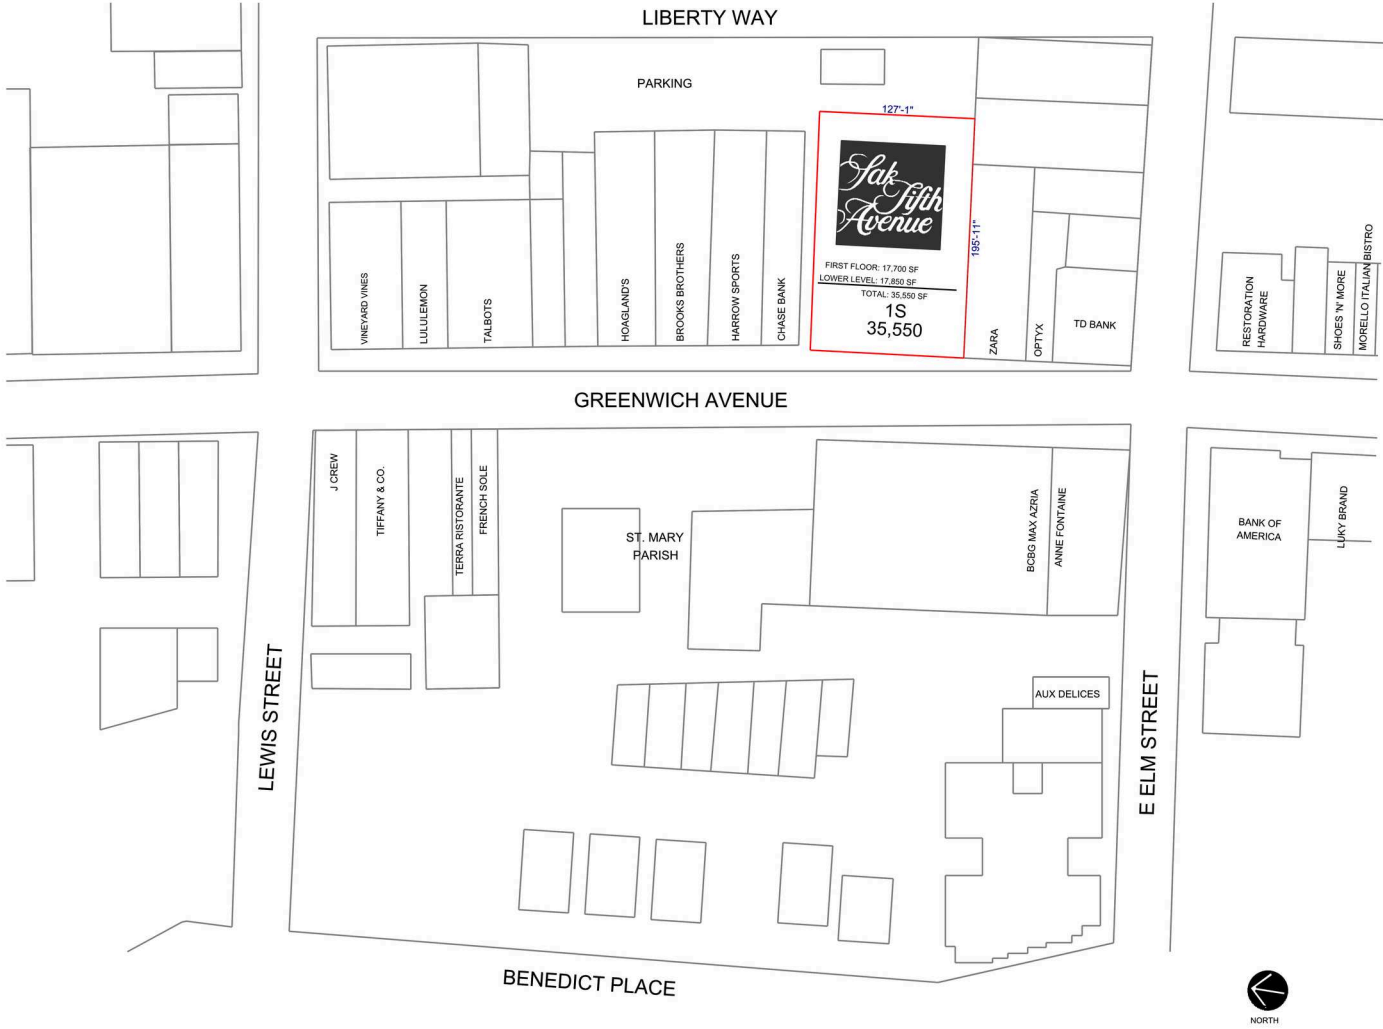 LIBERTY WAY
PARKING
127'-1"
Sak
Fifth
Avenue
195'-11"
FIRST FLOOR: 17,700 SF
LOWER LEVEL: 17,850 SF
TOTAL: 35,550 SF
1S
35,550
VINEYARD VINES
LULULEMON
TALBOTS
HOAGLAND'S
BROOKS BROTHERS
HARROW SPORTS
CHASE BANK
ZARA
OPTYX
TD BANK
RESTORATION
HARDWARE
SHOES 'N' MORE
MORELLO ITALIAN BISTRO
GREENWICH AVENUE
J CREW
TIFFANY & CO.
TERRA RISTORANTE
FRENCH SOLE
ST. MARY
PARISH
BCBG MAX AZRIA
ANNE FONTAINE
BANK OF
AMERICA
LUKY BRAND
LEWIS STREET
AUX DELICES
E ELM STREET
BENEDICT PLACE
NORTH